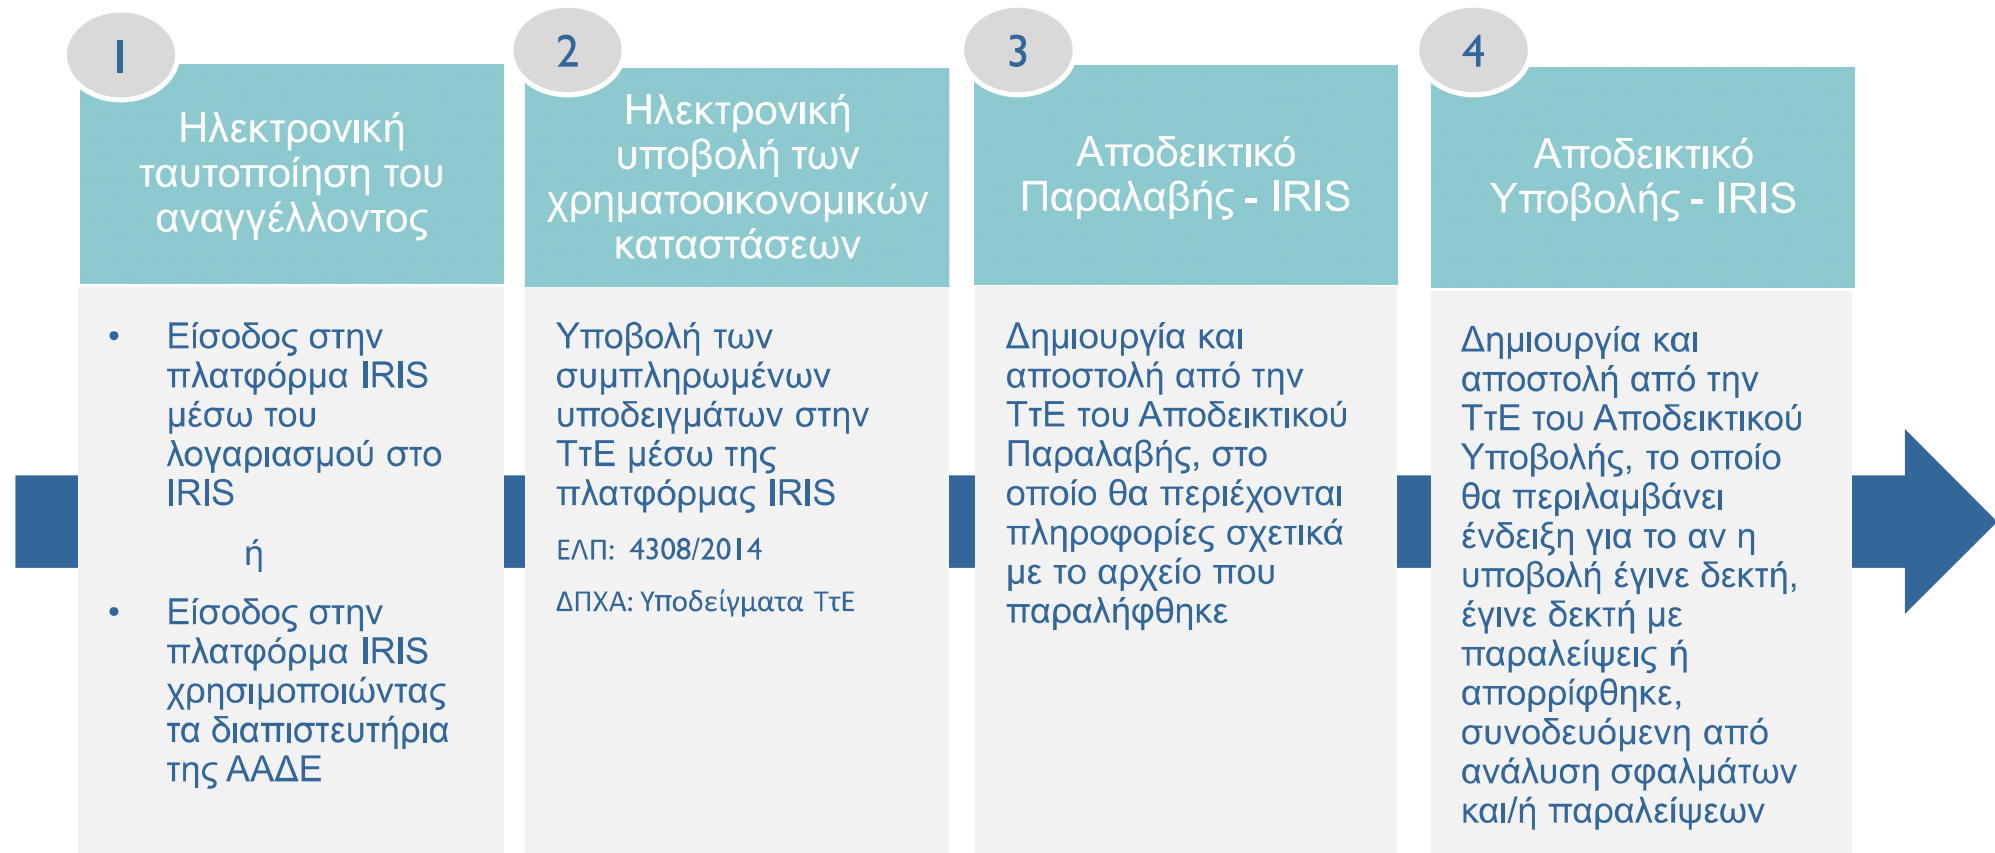 1
Ηλεκτρονική
ταυτοποίηση του
αναγγέλλοντος
• Είσοδος στην
πλατφόρμα IRIS
μέσω του
λογαριασμού στο
IRIS
ή
• Είσοδος στην
πλατφόρμα IRIS
χρησιμοποιώντας
τα διαπιστευτήρια
της ΑΑΔΕ
2
Ηλεκτρονική
υποβολή των
χρηματοοικονομικών
καταστάσεων
Υποβολή των
συμπληρωμένων
υποδειγμάτων στην
ΤτΕ μέσω της
πλατφόρμας IRIS
ΕΛΠ: 4308/2014
ΔΠΧΑ: Υποδείγματα ΤτΕ
3
Αποδεικτικό
Παραλαβής - IRIS
Δημιουργία και
αποστολή από την
ΤτΕ του Αποδεικτικού
Παραλαβής, στο
οποίο θα περιέχονται
πληροφορίες σχετικά
με το αρχείο που
παραλήφθηκε
4
Αποδεικτικό
Υποβολής - IRIS
Δημιουργία και
αποστολή από την
ΤτΕ του Αποδεικτικού
Υποβολής, το οποίο
θα περιλαμβάνει
ένδειξη για το αν η
υποβολή έγινε δεκτή,
έγινε δεκτή με
παραλείψεις ή
απορρίφθηκε,
συνοδευόμενη από
ανάλυση σφαλμάτων
και/ή παραλείψεων